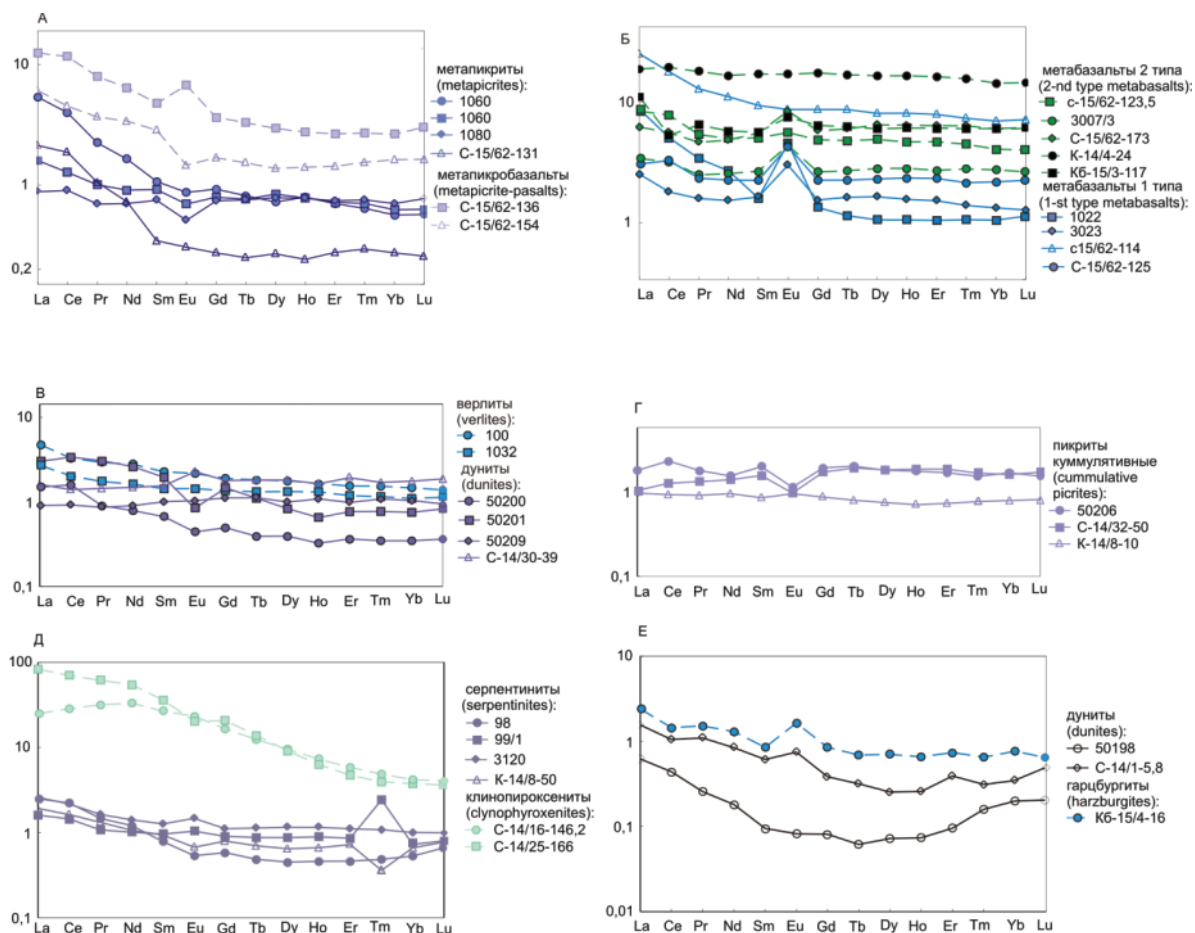 А
10
1
0,2
La Ce Pr Nd Sm Eu Gd Tb Dy Ho Er Tm Yb Lu
метапикриты
(metapicrites):
1060
1060
1080
С-15/62-131
метапикробазальты
(metapicrite-pasalts):
С-15/62-136
С-15/62-154
Б
10
1
La Ce Pr Nd Sm Eu Gd Tb Dy Ho Er Tm Yb Lu
метабазальты 2 типа
(2-nd type metabasalts):
с-15/62-123,5
3007/3
С-15/62-173
К-14/4-24
Кб-15/3-117
метабазальты 1 типа
(1-st type metabasalts):
1022
3023
с15/62-114
С-15/62-125
В
10
1
0,1
La Ce Pr Nd Sm Eu Gd Tb Dy Ho Er Tm Yb Lu
верлиты
(verlites):
100
1032
дуниты
(dunites):
50200
50201
50209
С-14/30-39
Г
1
0,1
La Ce Pr Nd Sm Eu Gd Tb Dy Ho Er Tm Yb Lu
пикриты
куммулятивные
(cummulative
picrites):
50206
С-14/32-50
К-14/8-10
Д
100
10
1
0,1
La Ce Pr Nd Sm Eu Gd Tb Dy Ho Er Tm Yb Lu
серпентиниты
(serpentinites):
98
99/1
3120
К-14/8-50
клинопироксениты
(clynophyroxenites):
С-14/16-146,2
С-14/25-166
Е
10
1
0,1
0,01
La Ce Pr Nd Sm Eu Gd Tb Dy Ho Er Tm Yb Lu
дуниты
(dunites):
50198
С-14/1-5,8
гарцбургиты
(harzburgites):
Кб-15/4-16